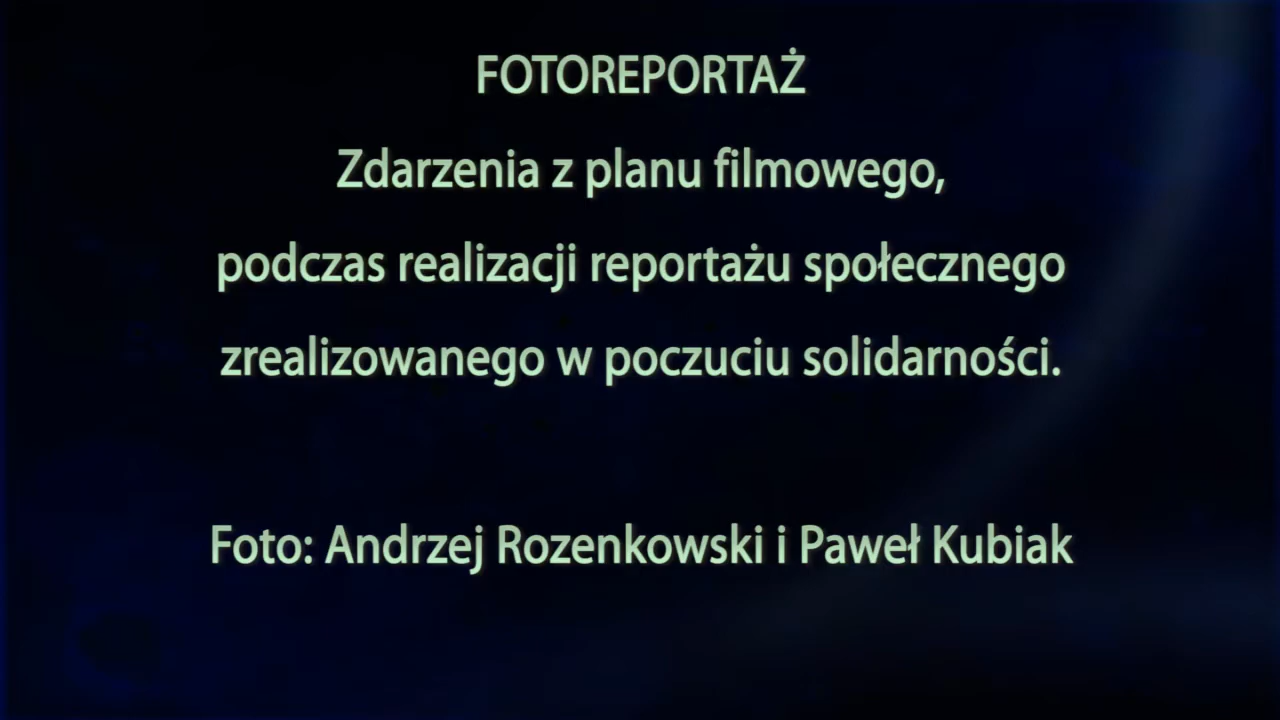 FOTOREPORTAŻ
Zdarzenia z planu filmowego,
podczas realizacji reportażu społecznego
zrealizowanego w poczuciu solidarności.
Foto: Andrzej Rozenkowski i Paweł Kubiak